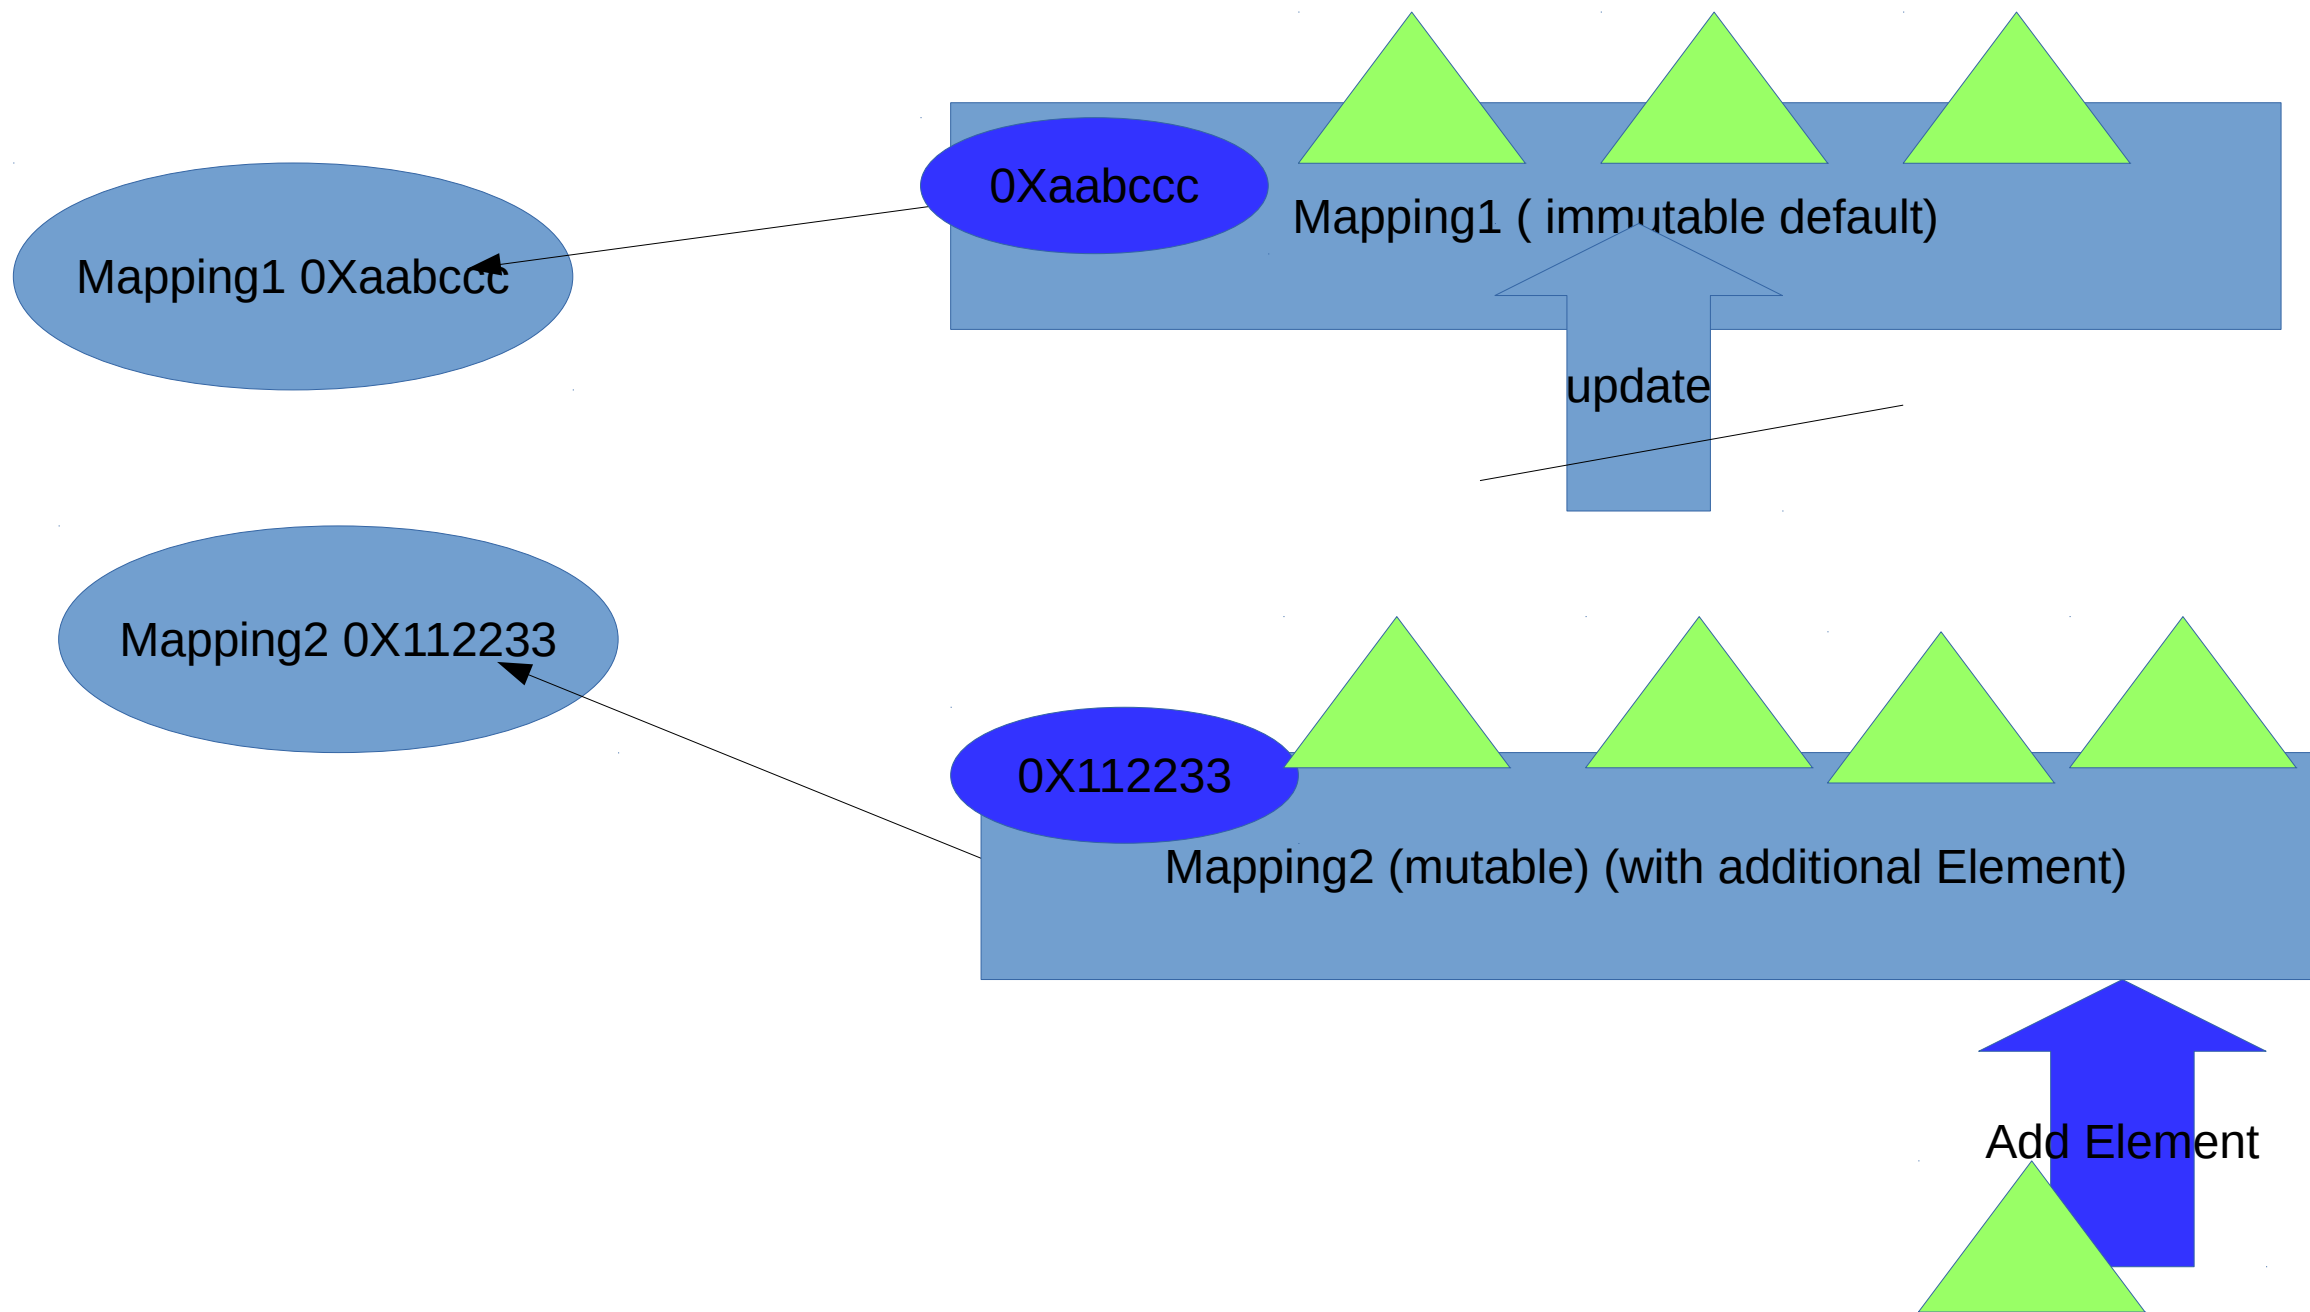 0Xaabccc
Mapping1 ( immutable default)
Mapping1 0Xaabccc
update
Mapping2 0X112233
0X112233
Mapping2 (mutable) (with additional Element)
Add Element